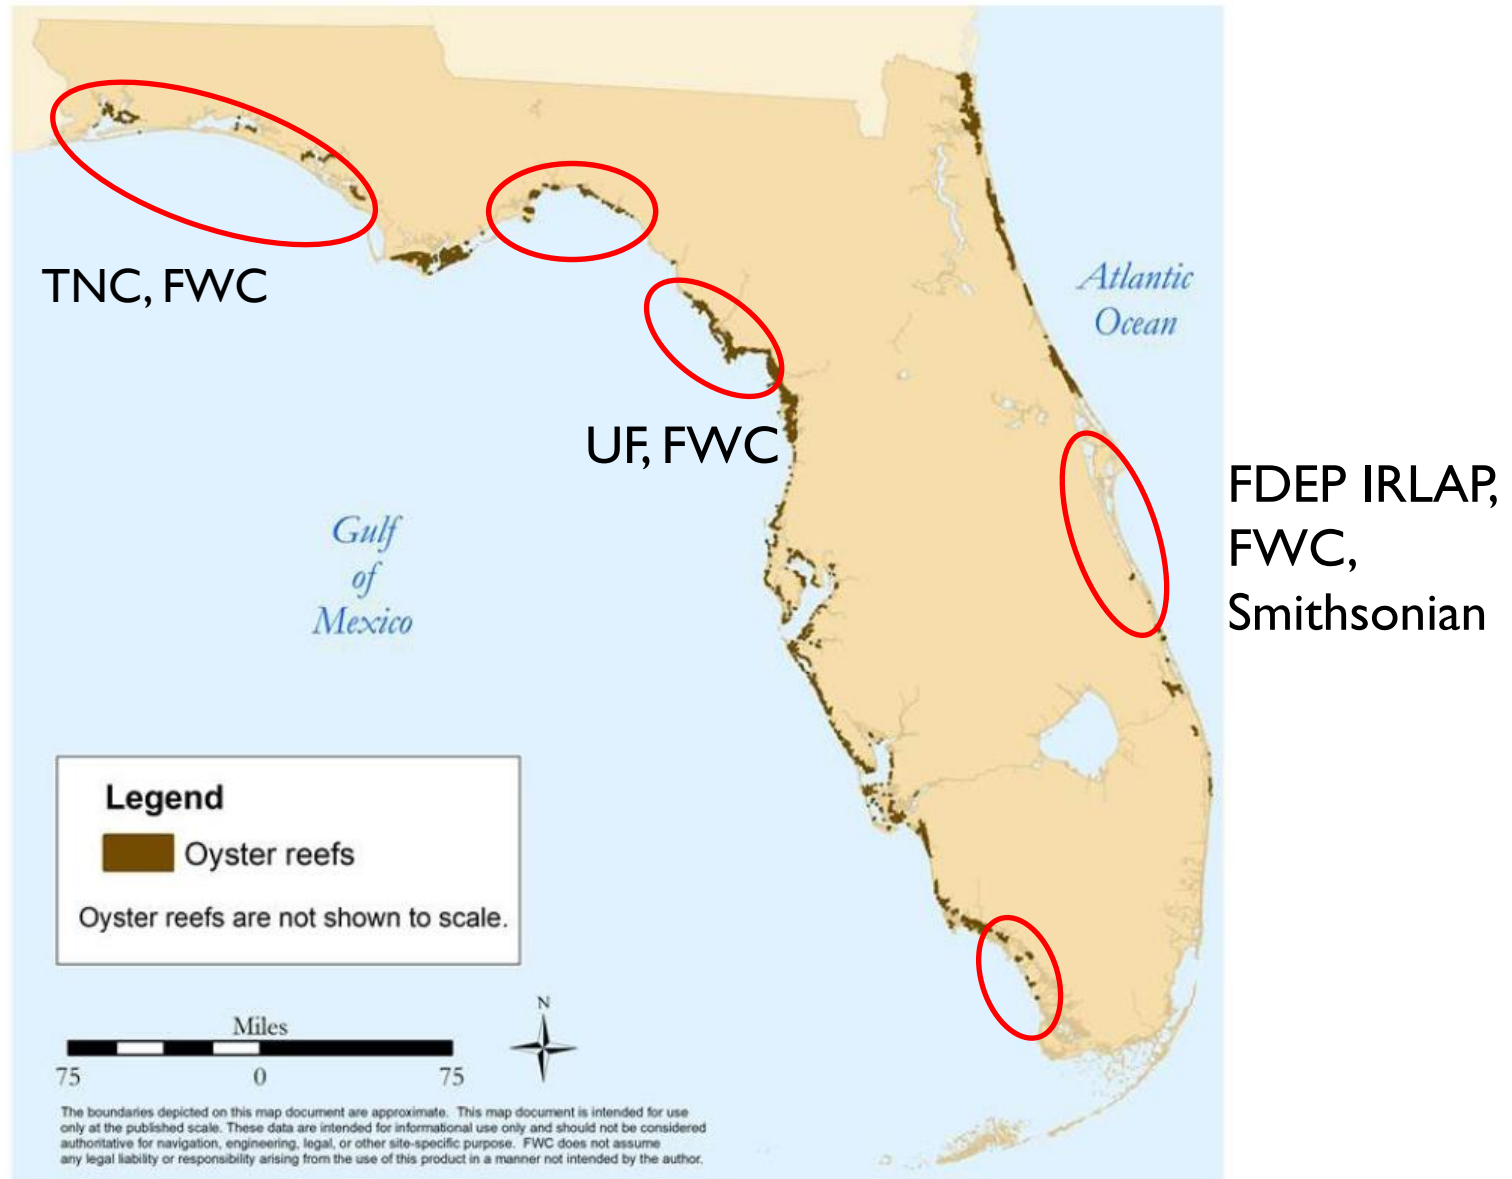 TNC, FWC
Atlantic
Ocean
UF, FWC
FDEP IRLAP,
FWC,
Smithsonian
Gulf
of
Mexico
Legend
Oyster reefs
Oyster reefs are not shown to scale.
N
Miles
75 0 75
The boundaries depicted on this map document are approximate. This map document is intended for use
only at the published scale. These data are intended for informational use only and should not be considered
authoritative for navigation, engineering, legal, or other site-specific purpose. FWC does not assume
any legal liability or responsibility arising from the use of this product in a manner not intended by the author.